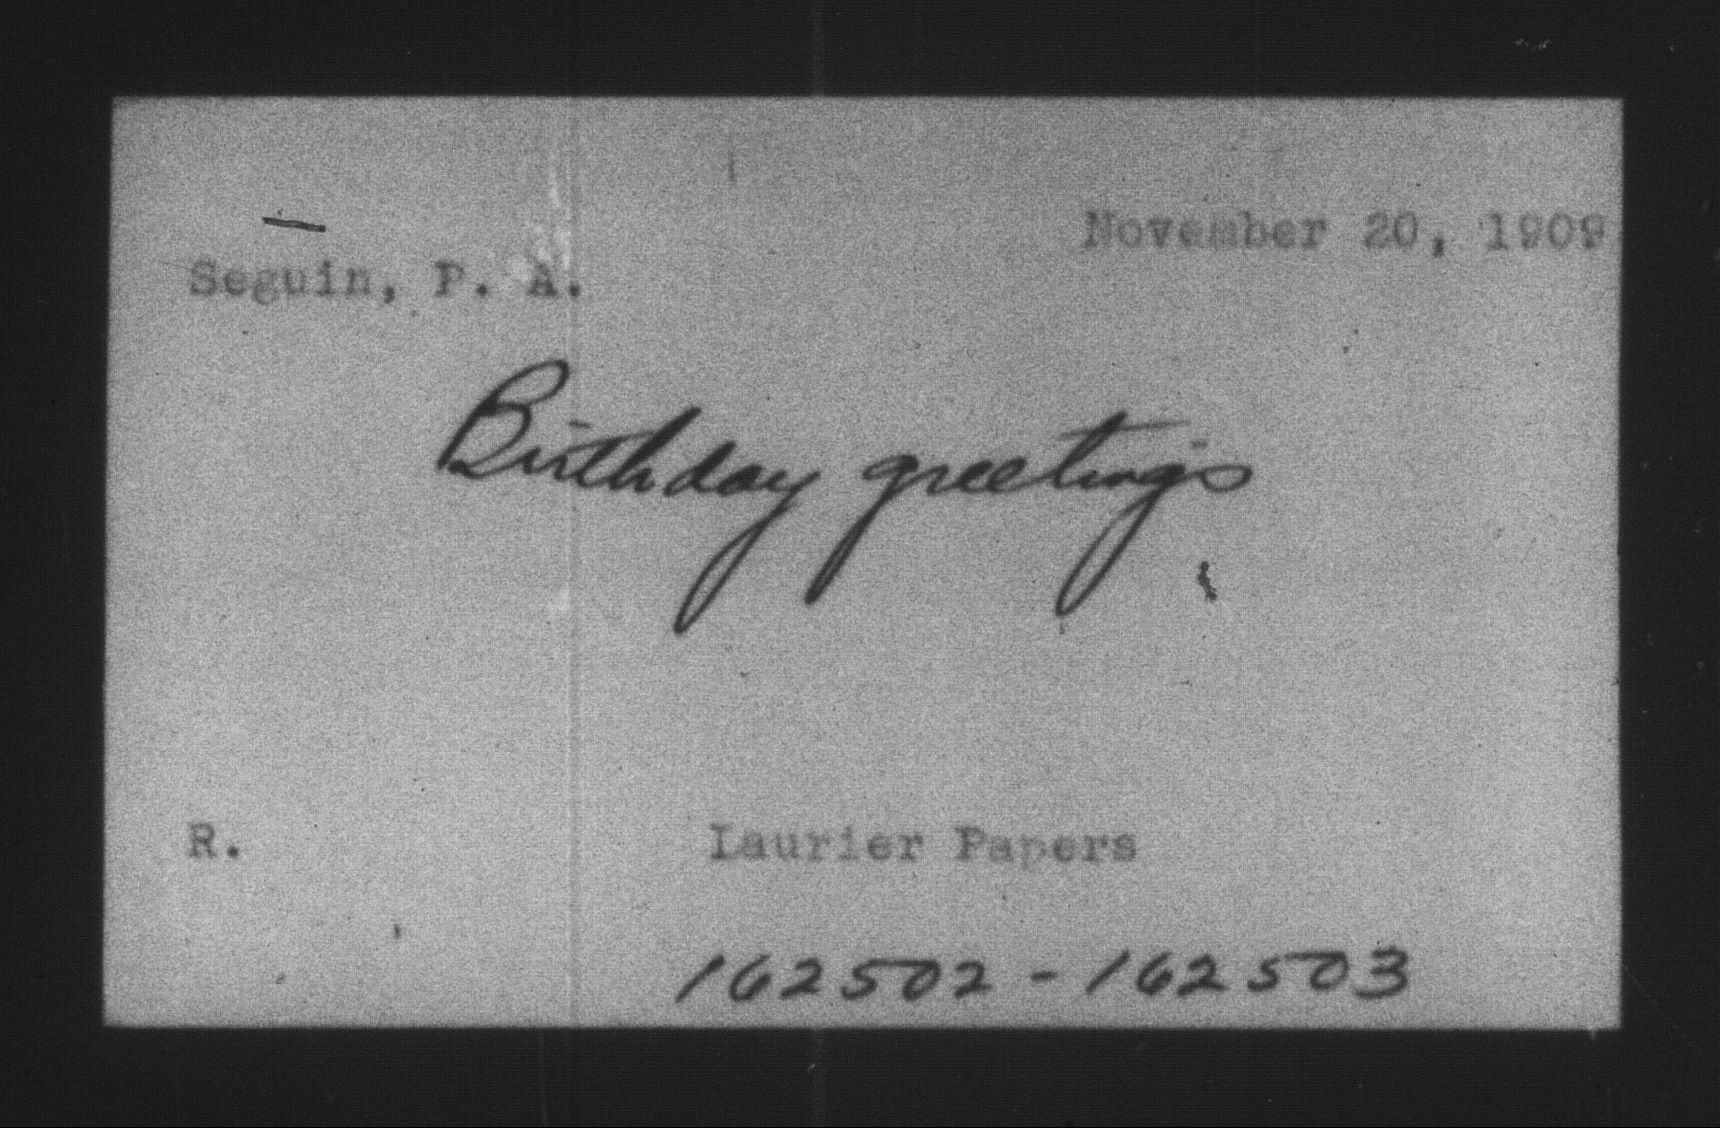 November 20, 1909
Seguin, P. A.
Birthday greetings
R.
Laurier Papers
162502 - 162503